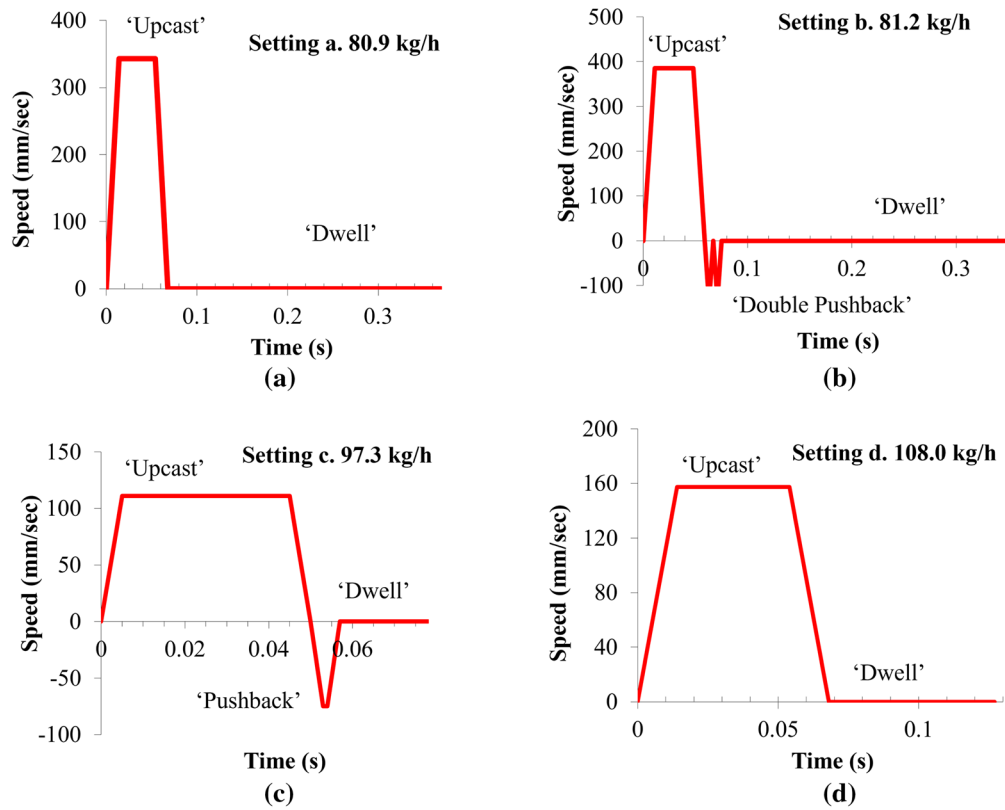 ‘Upcast’
Setting a. 80.9 kg/h
400
300
200
100
0
Speed (mm/sec)
‘Dwell’
0 0.1 0.2 0.3
Time (s)
(a)
‘Upcast’
Setting b. 81.2 kg/h
500
400
300
200
100
0
-100
Speed (mm/sec)
‘Dwell’
0 0.1 0.2 0.3
‘Double Pushback’
Time (s)
(b)
Setting c. 97.3 kg/h
‘Upcast’
150
100
50
0
-50
-100
Speed (mm/sec)
‘Dwell’
0 0.02 0.04 0.06
‘Pushback’
Time (s)
(c)
Setting d. 108.0 kg/h
‘Upcast’
200
160
120
80
40
0
Speed (mm/sec)
‘Dwell’
0 0.05 0.1
Time (s)
(d)